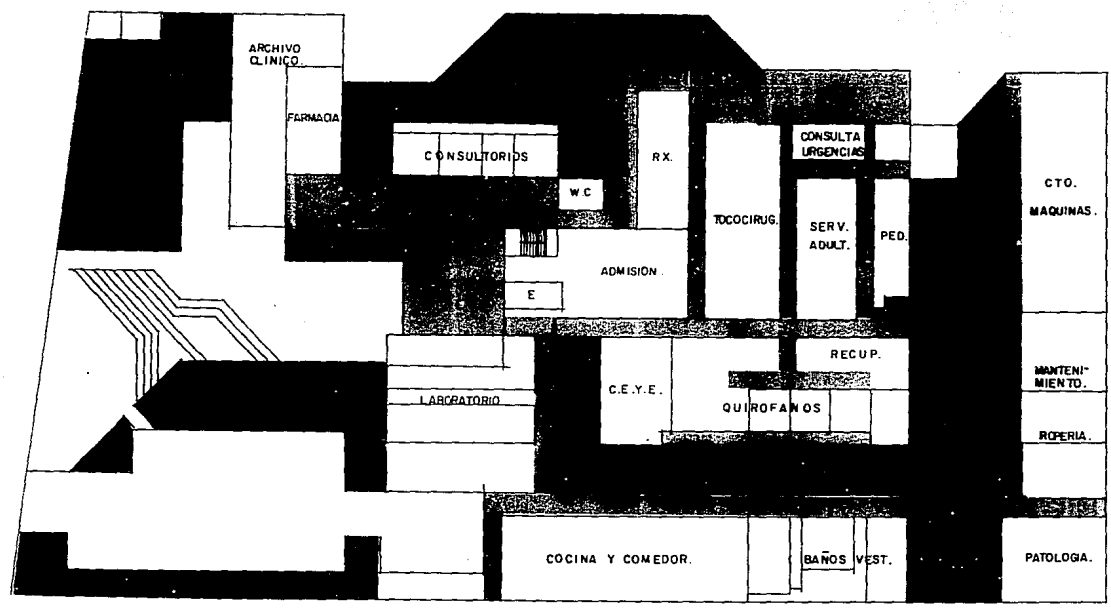 ARCHIVO
CLINICO.
FARMACIA
CONSULTORIOS
W.C
RX.
TOCOCIRUG.
CONSULTA
URGENCIAS
SERV.
ADULT.
PED.
CTO.
MAQUINAS.
ADMISIÓN.
E
LABORATORIO
C.E.Y.E.
RECUP.
QUIROFANOS
MANTENI-
MIENTO.
ROPERIA.
COCINA Y COMEDOR.
BAÑOS VEST.
PATOLOGIA.